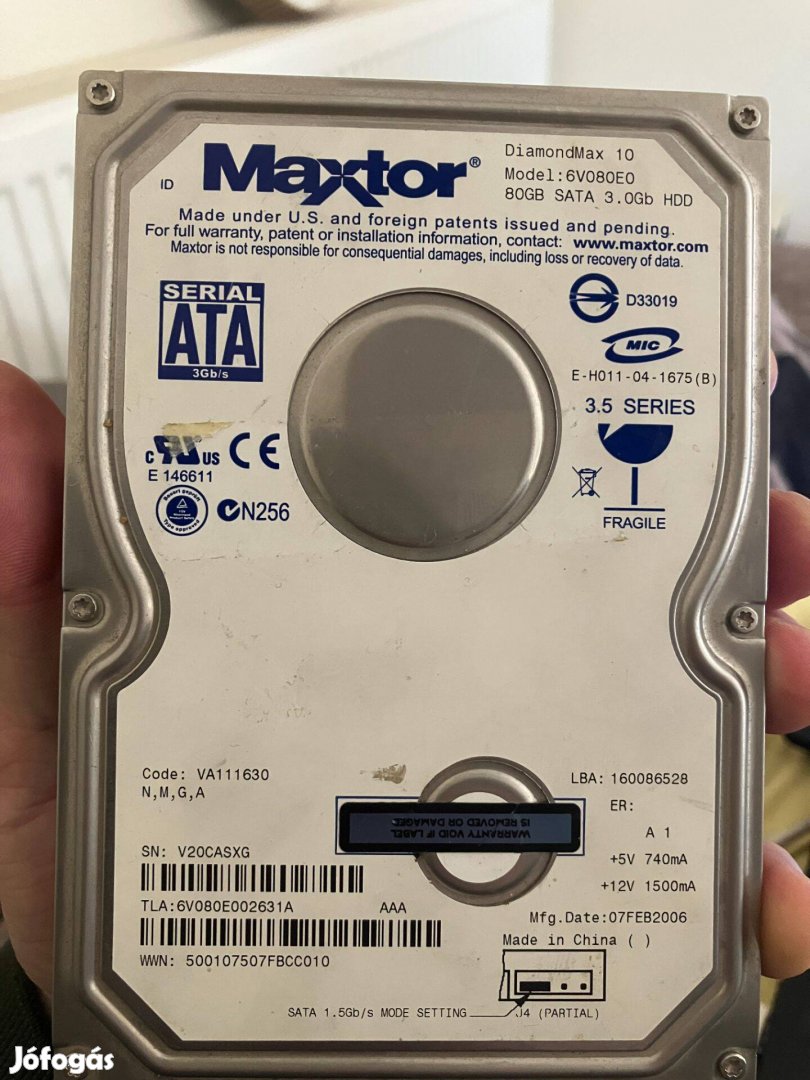 ID Maxtor®
DiamondMax 10
Model:6V080E0
80GB SATA 3.0Gb HDD
Made under U.S. and foreign patents issued and pending.
For full warranty, patent or installation information, contact: www.maxtor.com
Maxtor is not responsible for consequential damages, including loss or recovery of data.
SERIAL
ATA
3Gb/s
D33019
MIC
E-H011-04-1675(B)
3.5 SERIES
FRAGILE
c US CE
E 146611
N256
Type approved
Code: VA111630
N,M,G,A
LBA: 160086528
ER:
A 1
+5V 740mA
+12V 1500mA
WARRANTY VOID IF LABEL
IS REMOVED OR DAMAGED
SN: V20CASXG
TLA:6V080E002631A AAA
Mfg.Date:07FEB2006
Made in China ( )
WWN: 500107507FBCC010
SATA 1.5Gb/s MODE SETTING
J4 (PARTIAL)
Jófogás